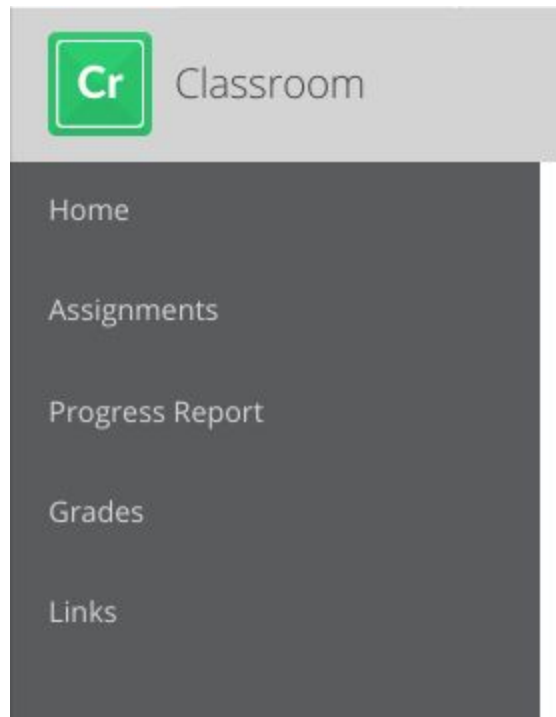 Cr Classroom
Home
Assignments
Progress Report
Grades
Links